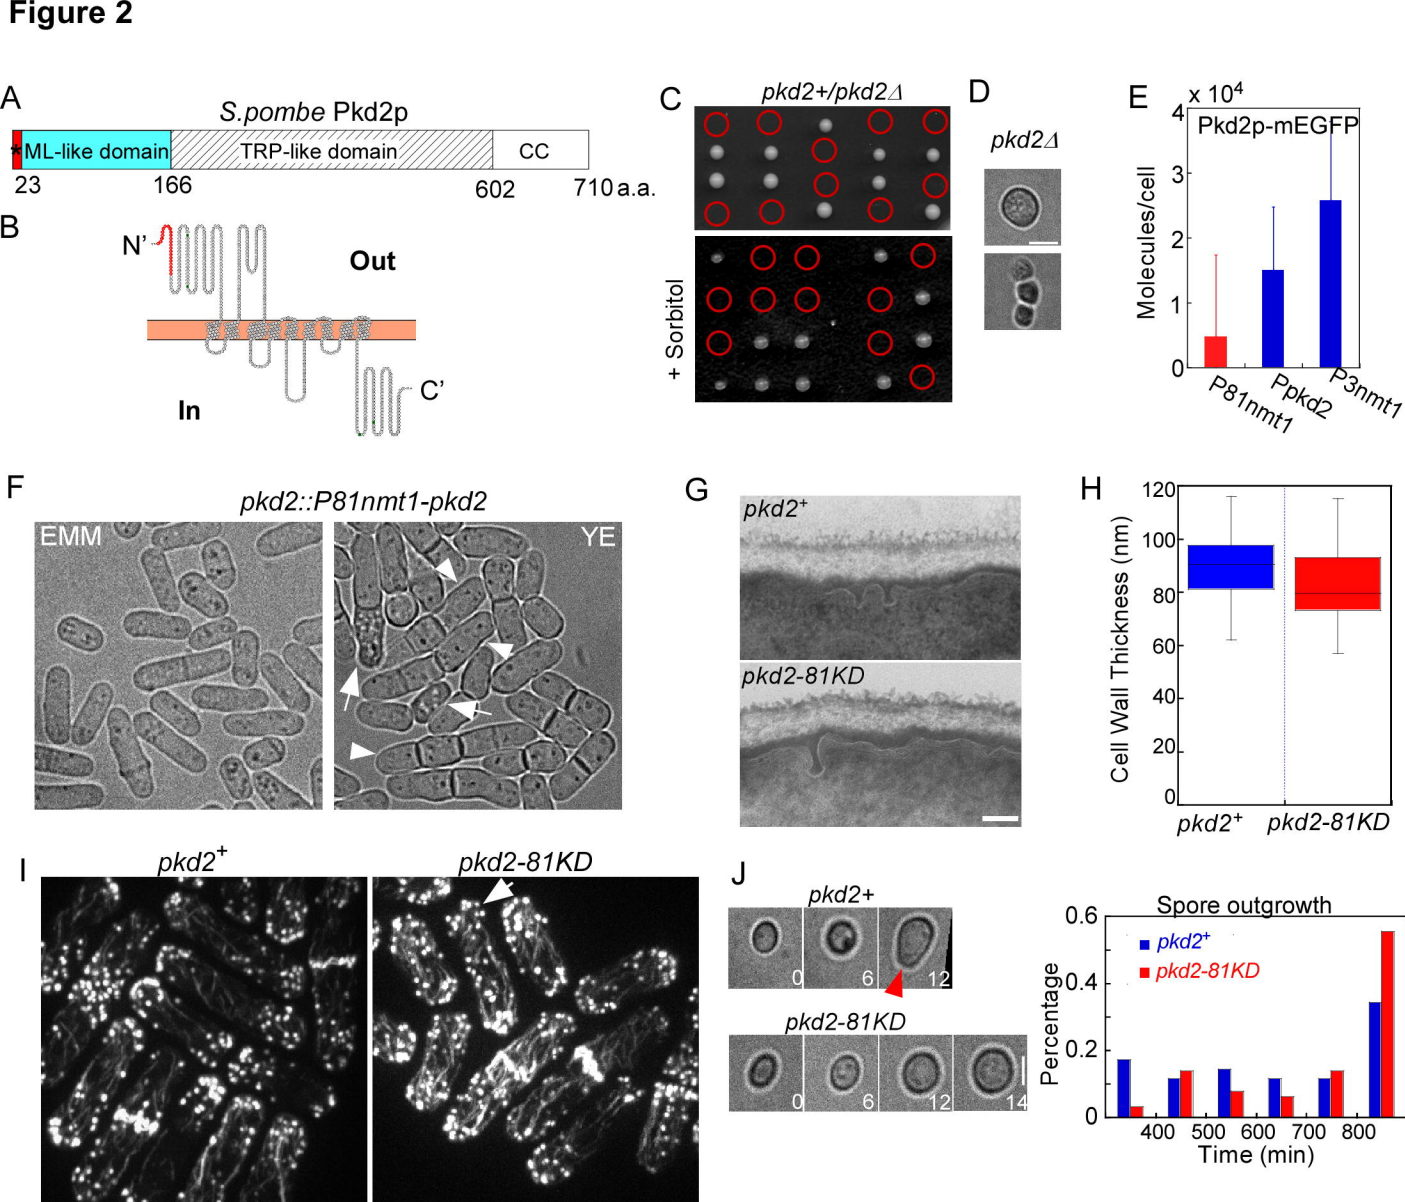 Figure 2
A
S.pombe Pkd2p
* ML-like domain TRP-like domain CC
23 166 602 710 a.a.
B
N’
Out
In
C’
C
pkd2+/pkd2Δ
+ Sorbitol
D
pkd2Δ
E
x 10⁴
Pkd2p-mEGFP
Molecules/cell
4
3
2
1
0
P81nmt1 Ppkd2 P3nmt1
F
pkd2::P81nmt1-pkd2
EMM YE
G
pkd2⁺
pkd2-81KD
H
Cell Wall Thickness (nm)
120
100
80
60
40
20
0
pkd2⁺ pkd2-81KD
I
pkd2⁺ pkd2-81KD
J
pkd2+
0 6 12
pkd2-81KD
0 6 12 14
Spore outgrowth
pkd2⁺
pkd2-81KD
Percentage
0.6
0.4
0.2
0
400 500 600 700 800
Time (min)